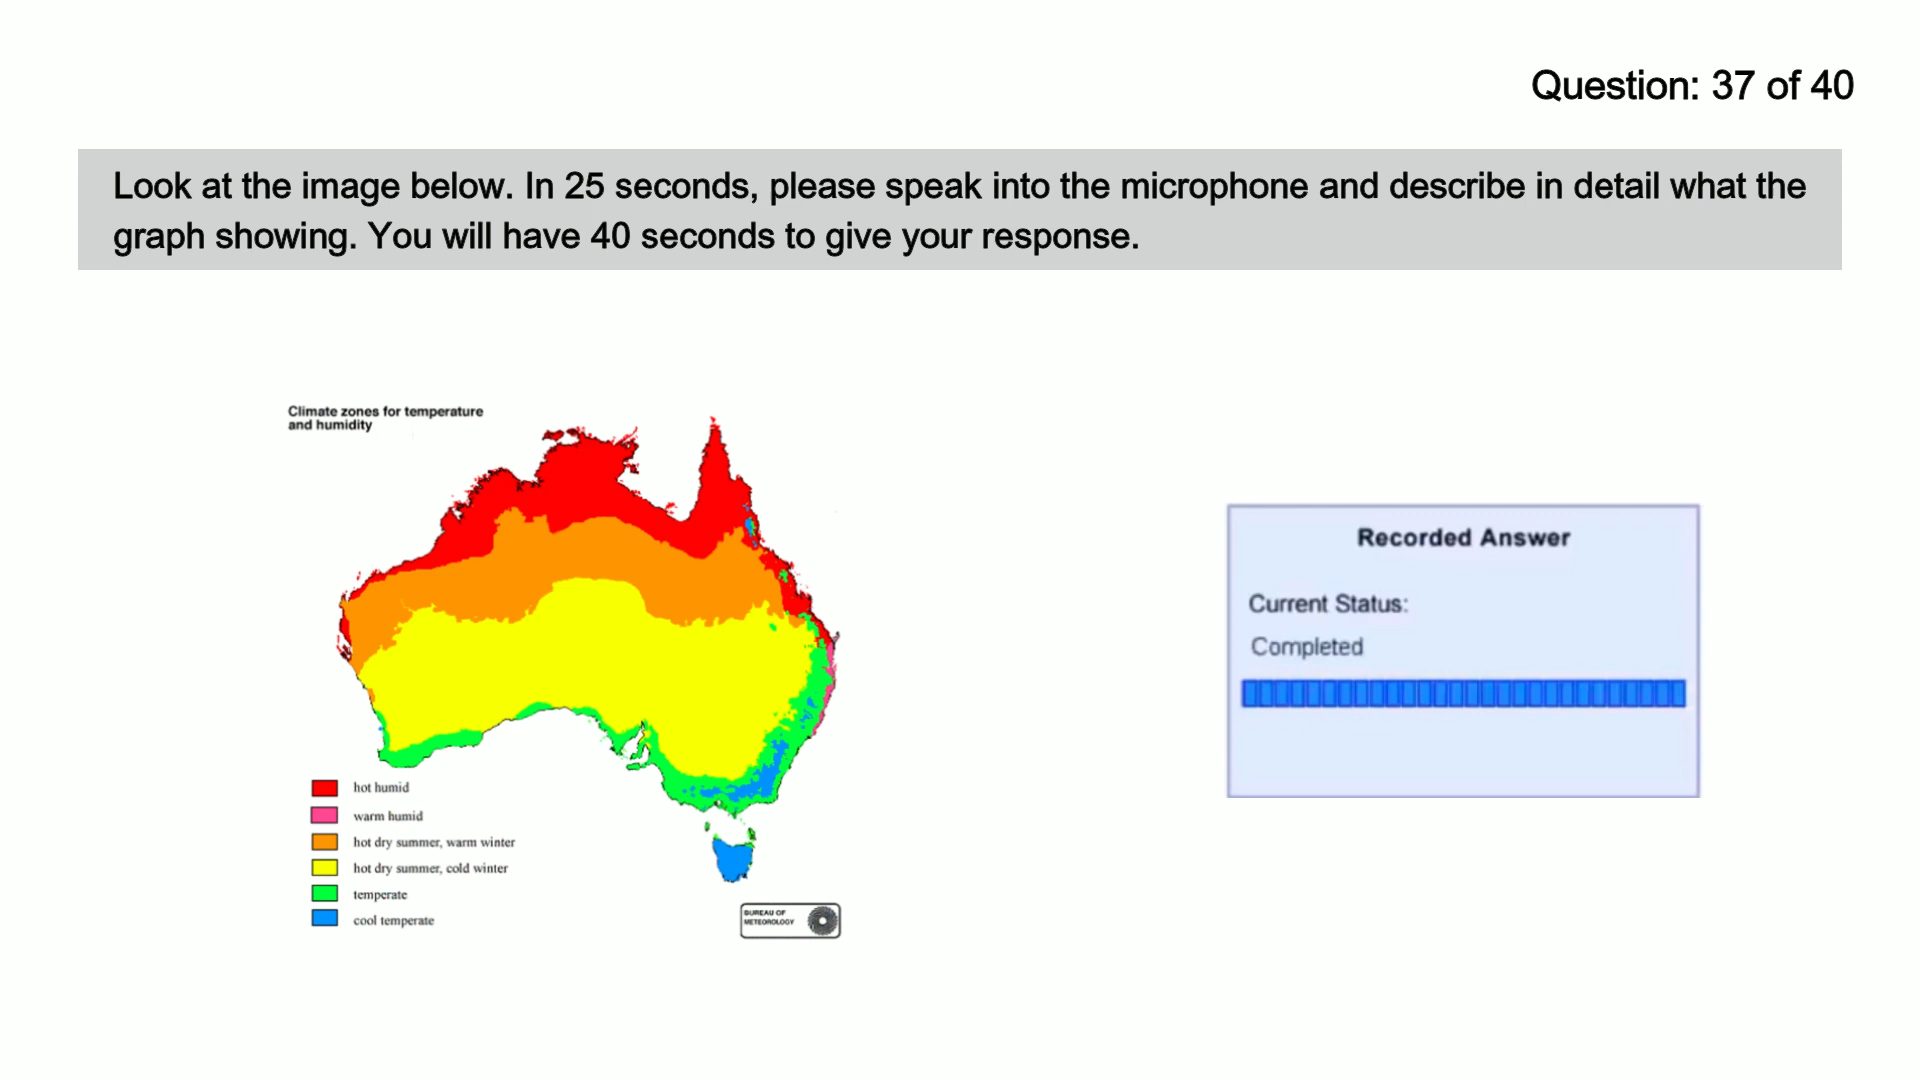 Question: 37 of 40
Look at the image below. In 25 seconds, please speak into the microphone and describe in detail what the
graph showing. You will have 40 seconds to give your response.
Climate zones for temperature
and humidity
hot humid
warm humid
hot dry summer, warm winter
hot dry summer, cold winter
temperate
cool temperate
BUREAU OF
METEOROLOGY
Recorded Answer
Current Status:
Completed